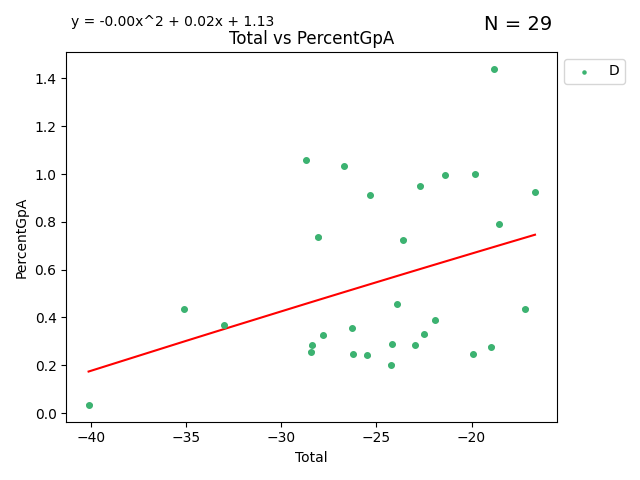 y = -0.00x^2 + 0.02x + 1.13
N = 29
Total vs PercentGpA
D
PercentGpA
1.4
1.2
1.0
0.8
0.6
0.4
0.2
0.0
−40 −35 −30 −25 −20
Total